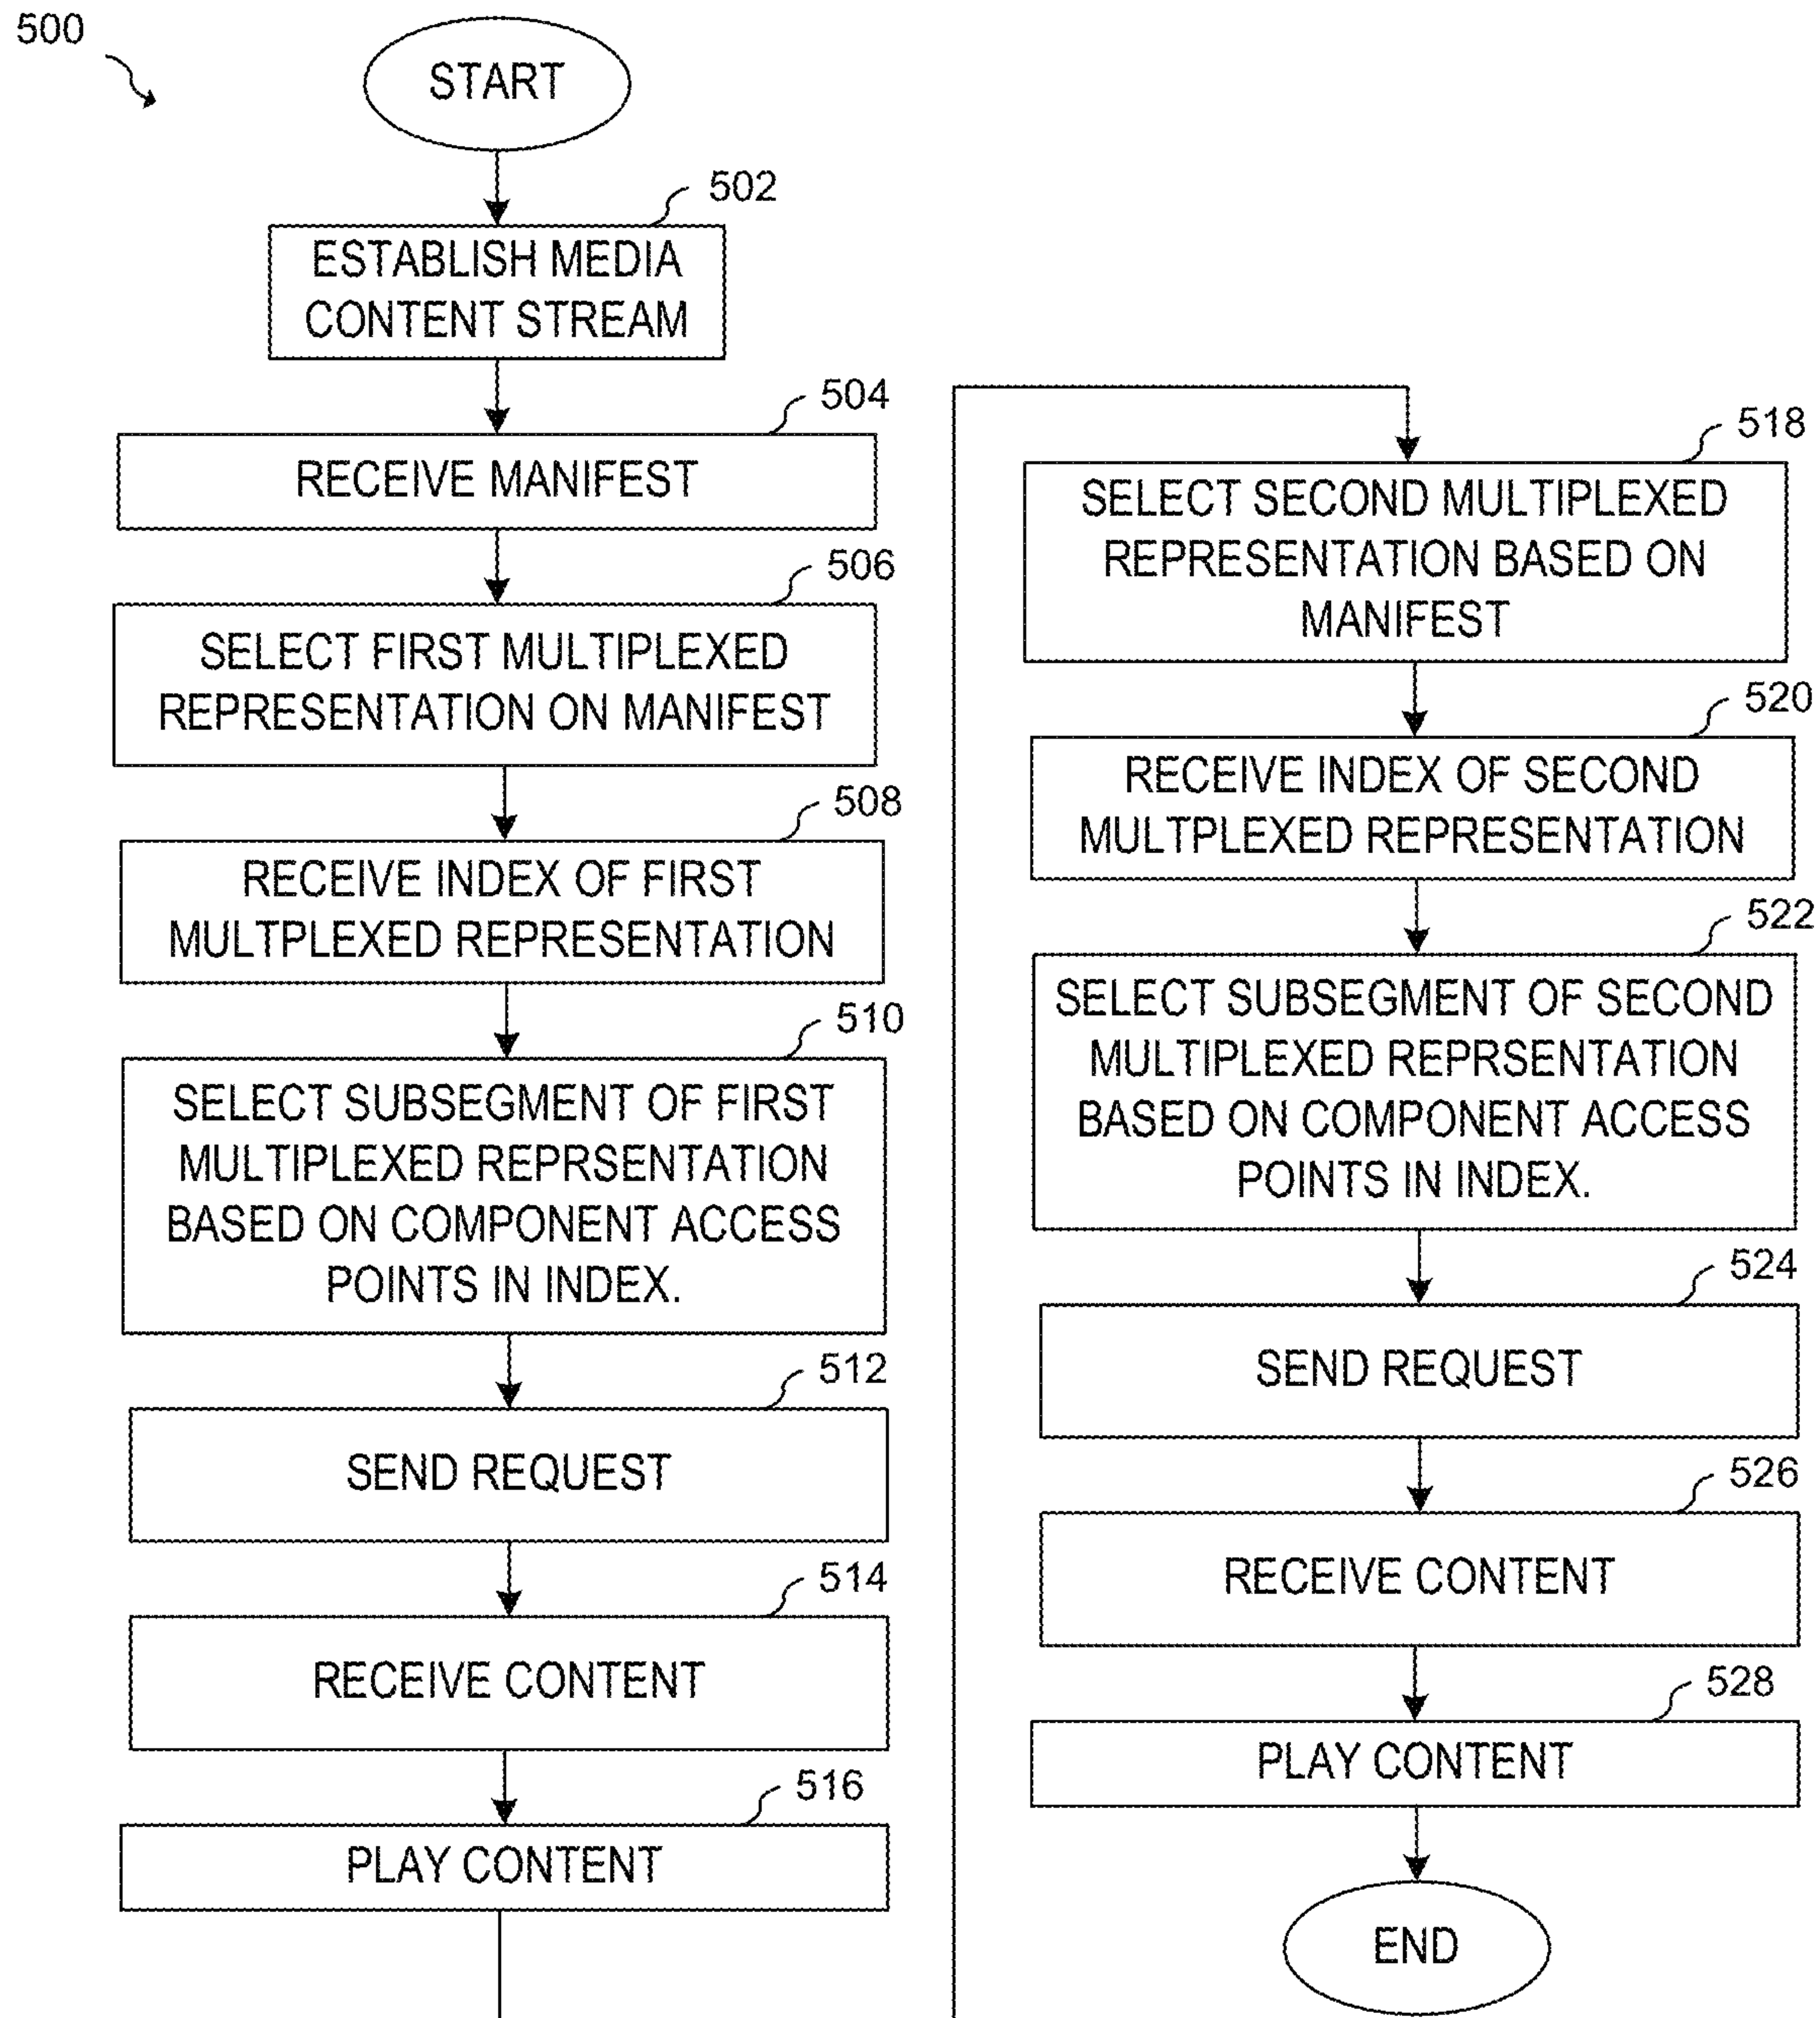 500
START
502
ESTABLISH MEDIA
CONTENT STREAM
504
RECEIVE MANIFEST
506
SELECT FIRST MULTIPLEXED
REPRESENTATION ON MANIFEST
508
RECEIVE INDEX OF FIRST
MULTPLEXED REPRESENTATION
510
SELECT SUBSEGMENT OF FIRST
MULTIPLEXED REPRSENTATION
BASED ON COMPONENT ACCESS
POINTS IN INDEX.
512
SEND REQUEST
514
RECEIVE CONTENT
516
PLAY CONTENT
518
SELECT SECOND MULTIPLEXED
REPRESENTATION BASED ON
MANIFEST
520
RECEIVE INDEX OF SECOND
MULTPLEXED REPRESENTATION
522
SELECT SUBSEGMENT OF SECOND
MULTIPLEXED REPRSENTATION
BASED ON COMPONENT ACCESS
POINTS IN INDEX.
524
SEND REQUEST
526
RECEIVE CONTENT
528
PLAY CONTENT
END